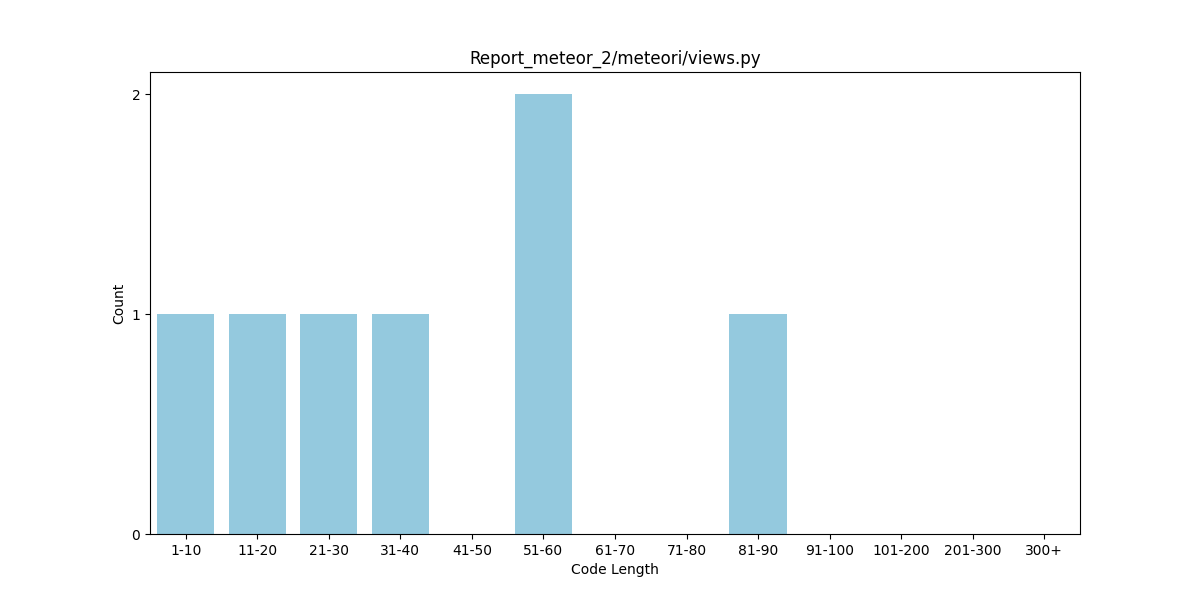 Report_meteor_2/meteori/views.py
Count
2
1
0
1-10 11-20 21-30 31-40 41-50 51-60 61-70 71-80 81-90 91-100 101-200 201-300 300+
Code Length